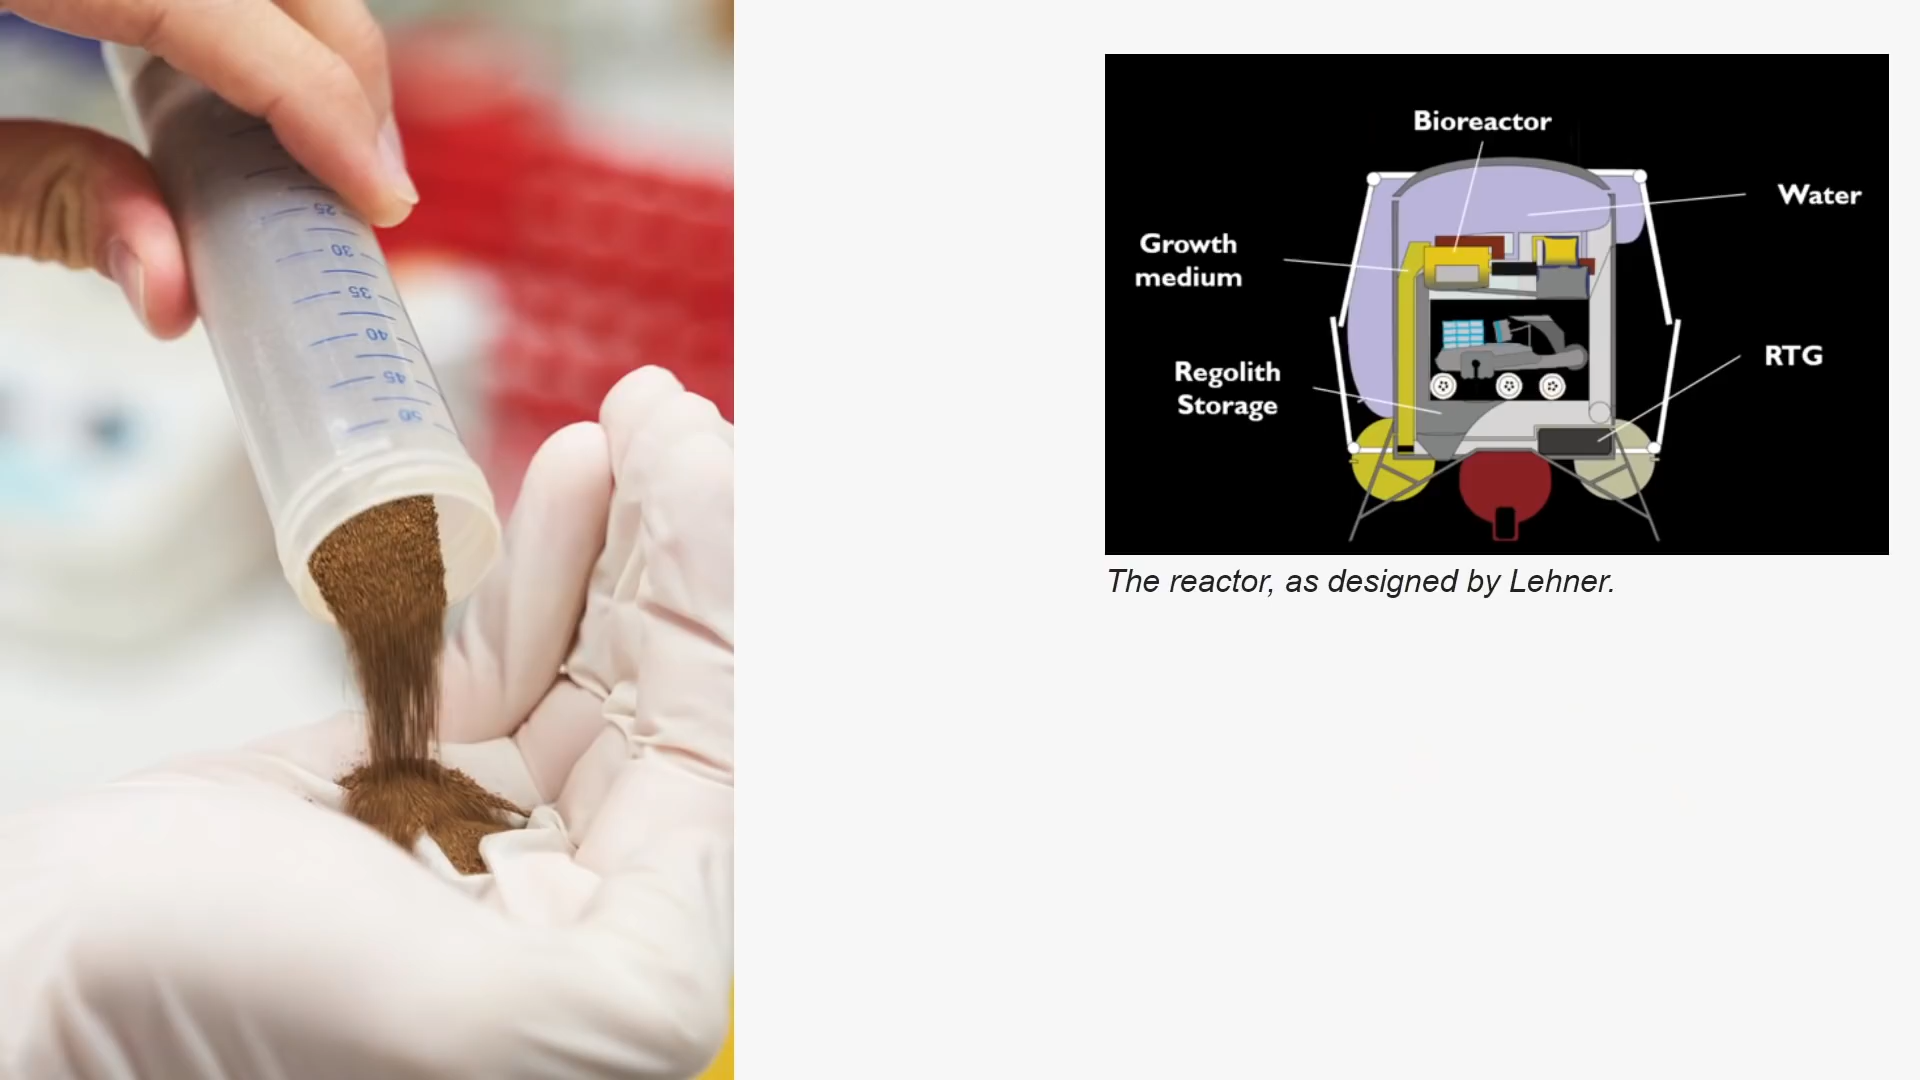 25
30
35
40
45
50
Bioreactor
Water
Growth
medium
RTG
Regolith
Storage
The reactor, as designed by Lehner.